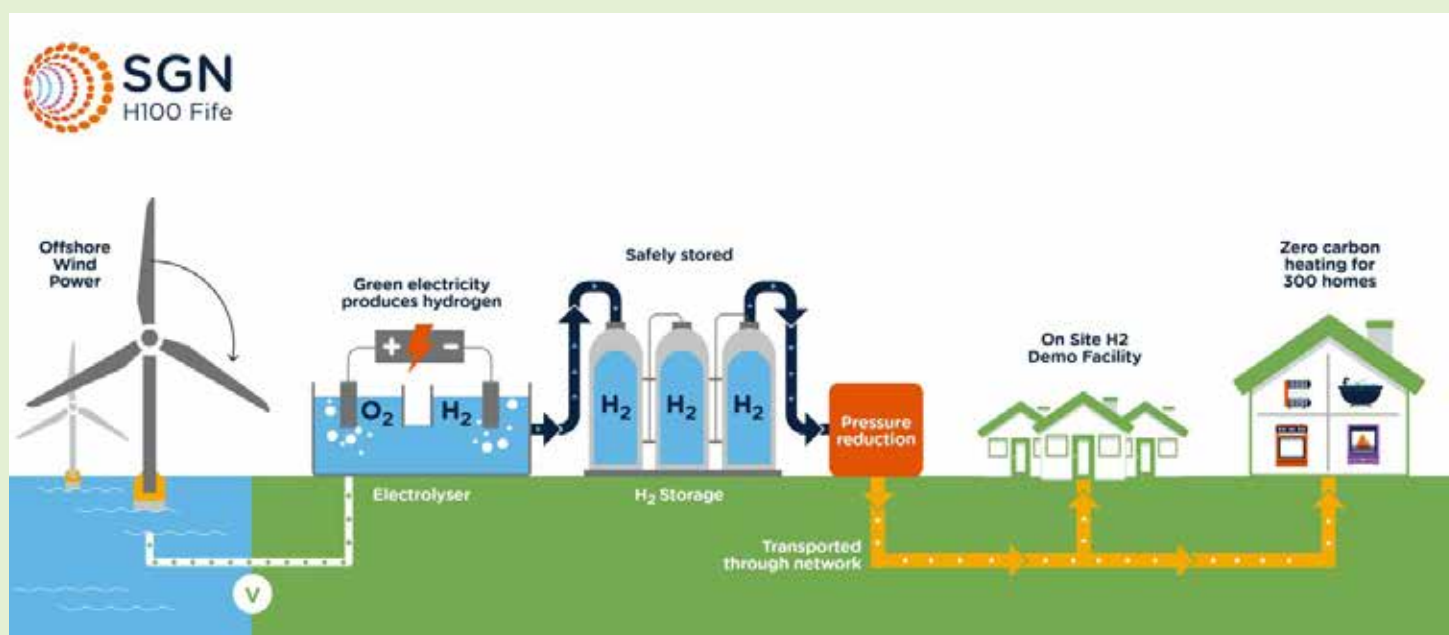 SGN
H100 Fife
Offshore
Wind
Power
Green electricity
produces hydrogen
+
-
O2
H2
Electrolyser
Safely stored
H2
H2
H2
H2 Storage
Pressure
reduction
Transported
through network
On Site H2
Demo Facility
Zero carbon
heating for
300 homes
V